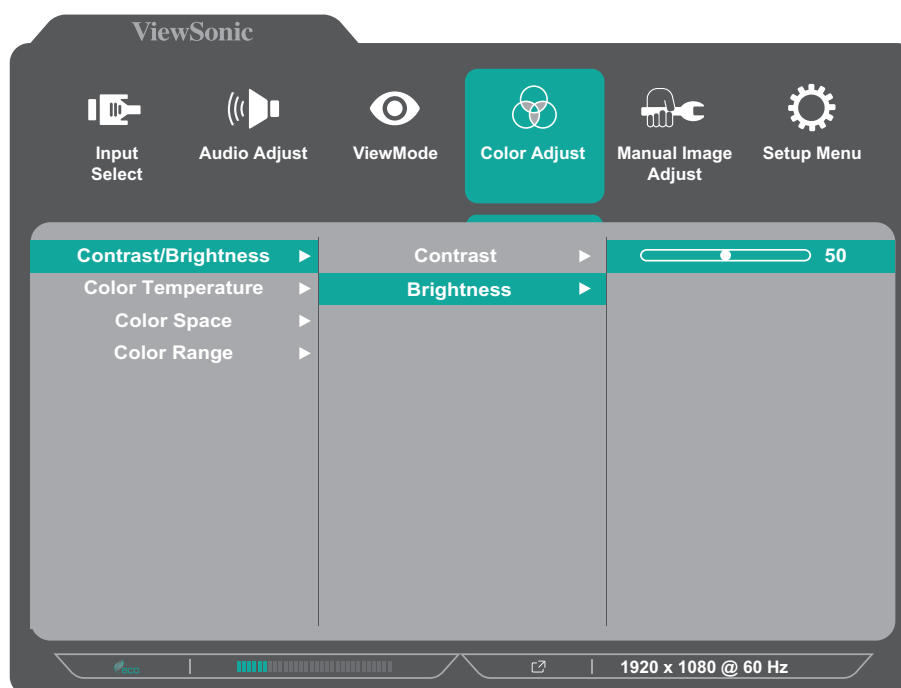 ViewSonic
Input Select
Audio Adjust
ViewMode
Color Adjust
Manual Image Adjust
Setup Menu
Contrast/Brightness
Contrast
50
Color Temperature
Brightness
Color Space
Color Range
eco
1920 x 1080 @ 60 Hz